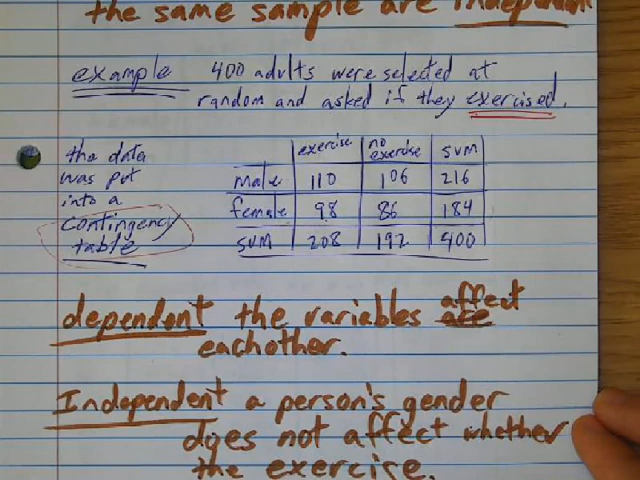 the same sample are independent
example 400 adults were selected at
random and asked if they exercised.
the data
was put
into a
contingency
table
exercise no exercise sum
male 110 106 216
female 98 86 184
sum 208 192 400
dependent the variables affect are
eachother.
Independent a person's gender
does not affect whether
the exercise.